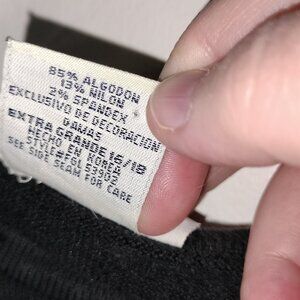 85% ALGODON
13% NILON
2% SPANDEX
EXCLUSIVO DE DECORACION
DAMAS
EXTRA GRANDE 16/18
HECHO EN KOREA
SEE SIDE SEAM FOR CARE